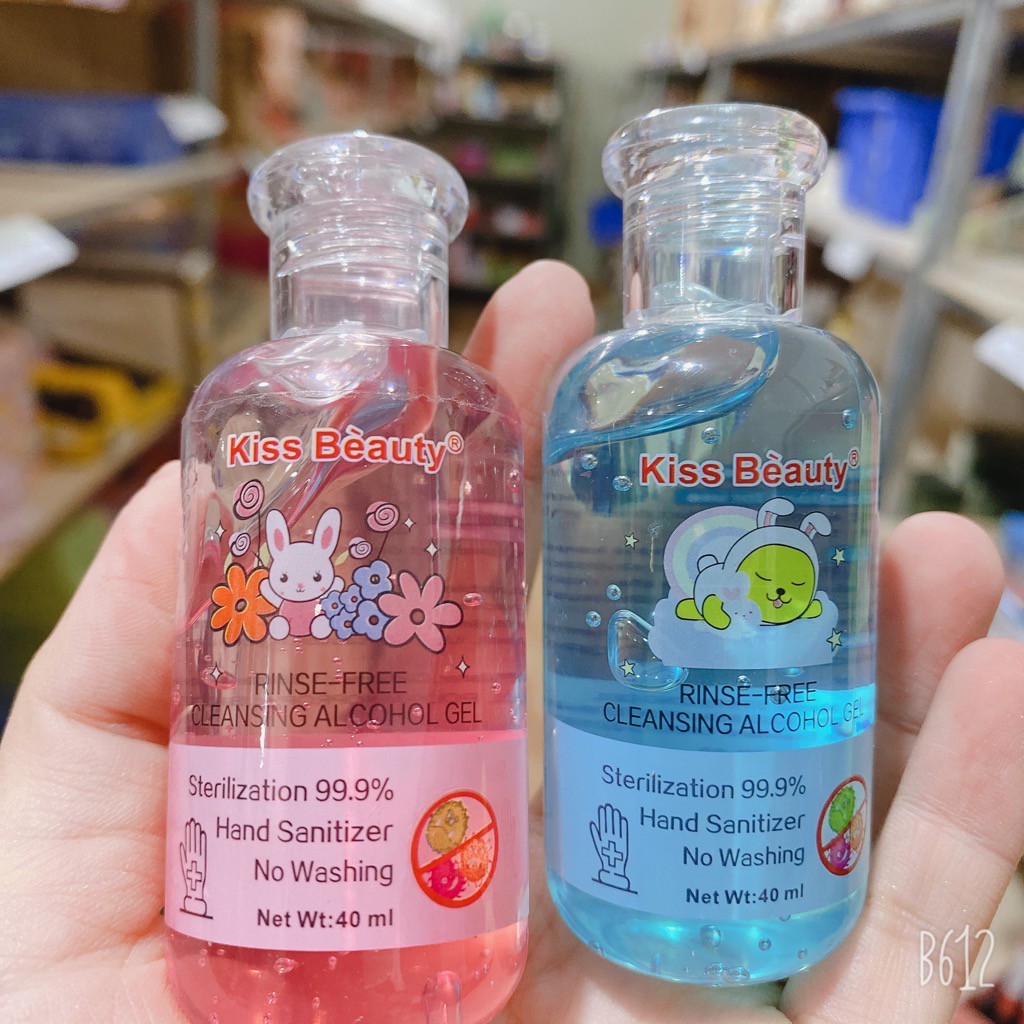 Kiss Bèauty®
RINSE-FREE
CLEANSING ALCOHOL GEL
Sterilization 99.9%
Hand Sanitizer
No Washing
Net Wt:40 ml
Kiss Bèauty®
RINSE-FREE
CLEANSING ALCOHOL GEL
Sterilization 99.9%
Hand Sanitizer
No Washing
Net Wt:40 ml
B612